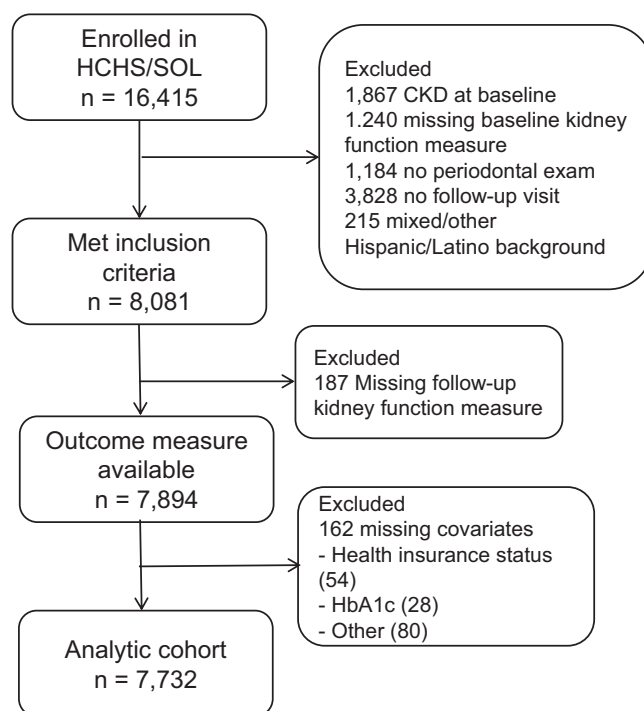 Enrolled in
HCHS/SOL
n = 16,415
Excluded
1,867 CKD at baseline
1.240 missing baseline kidney
function measure
1,184 no periodontal exam
3,828 no follow-up visit
215 mixed/other
Hispanic/Latino background
Met inclusion
criteria
n = 8,081
Excluded
187 Missing follow-up
kidney function measure
Outcome measure
available
n = 7,894
Excluded
162 missing covariates
- Health insurance status
(54)
- HbA1c (28)
- Other (80)
Analytic cohort
n = 7,732